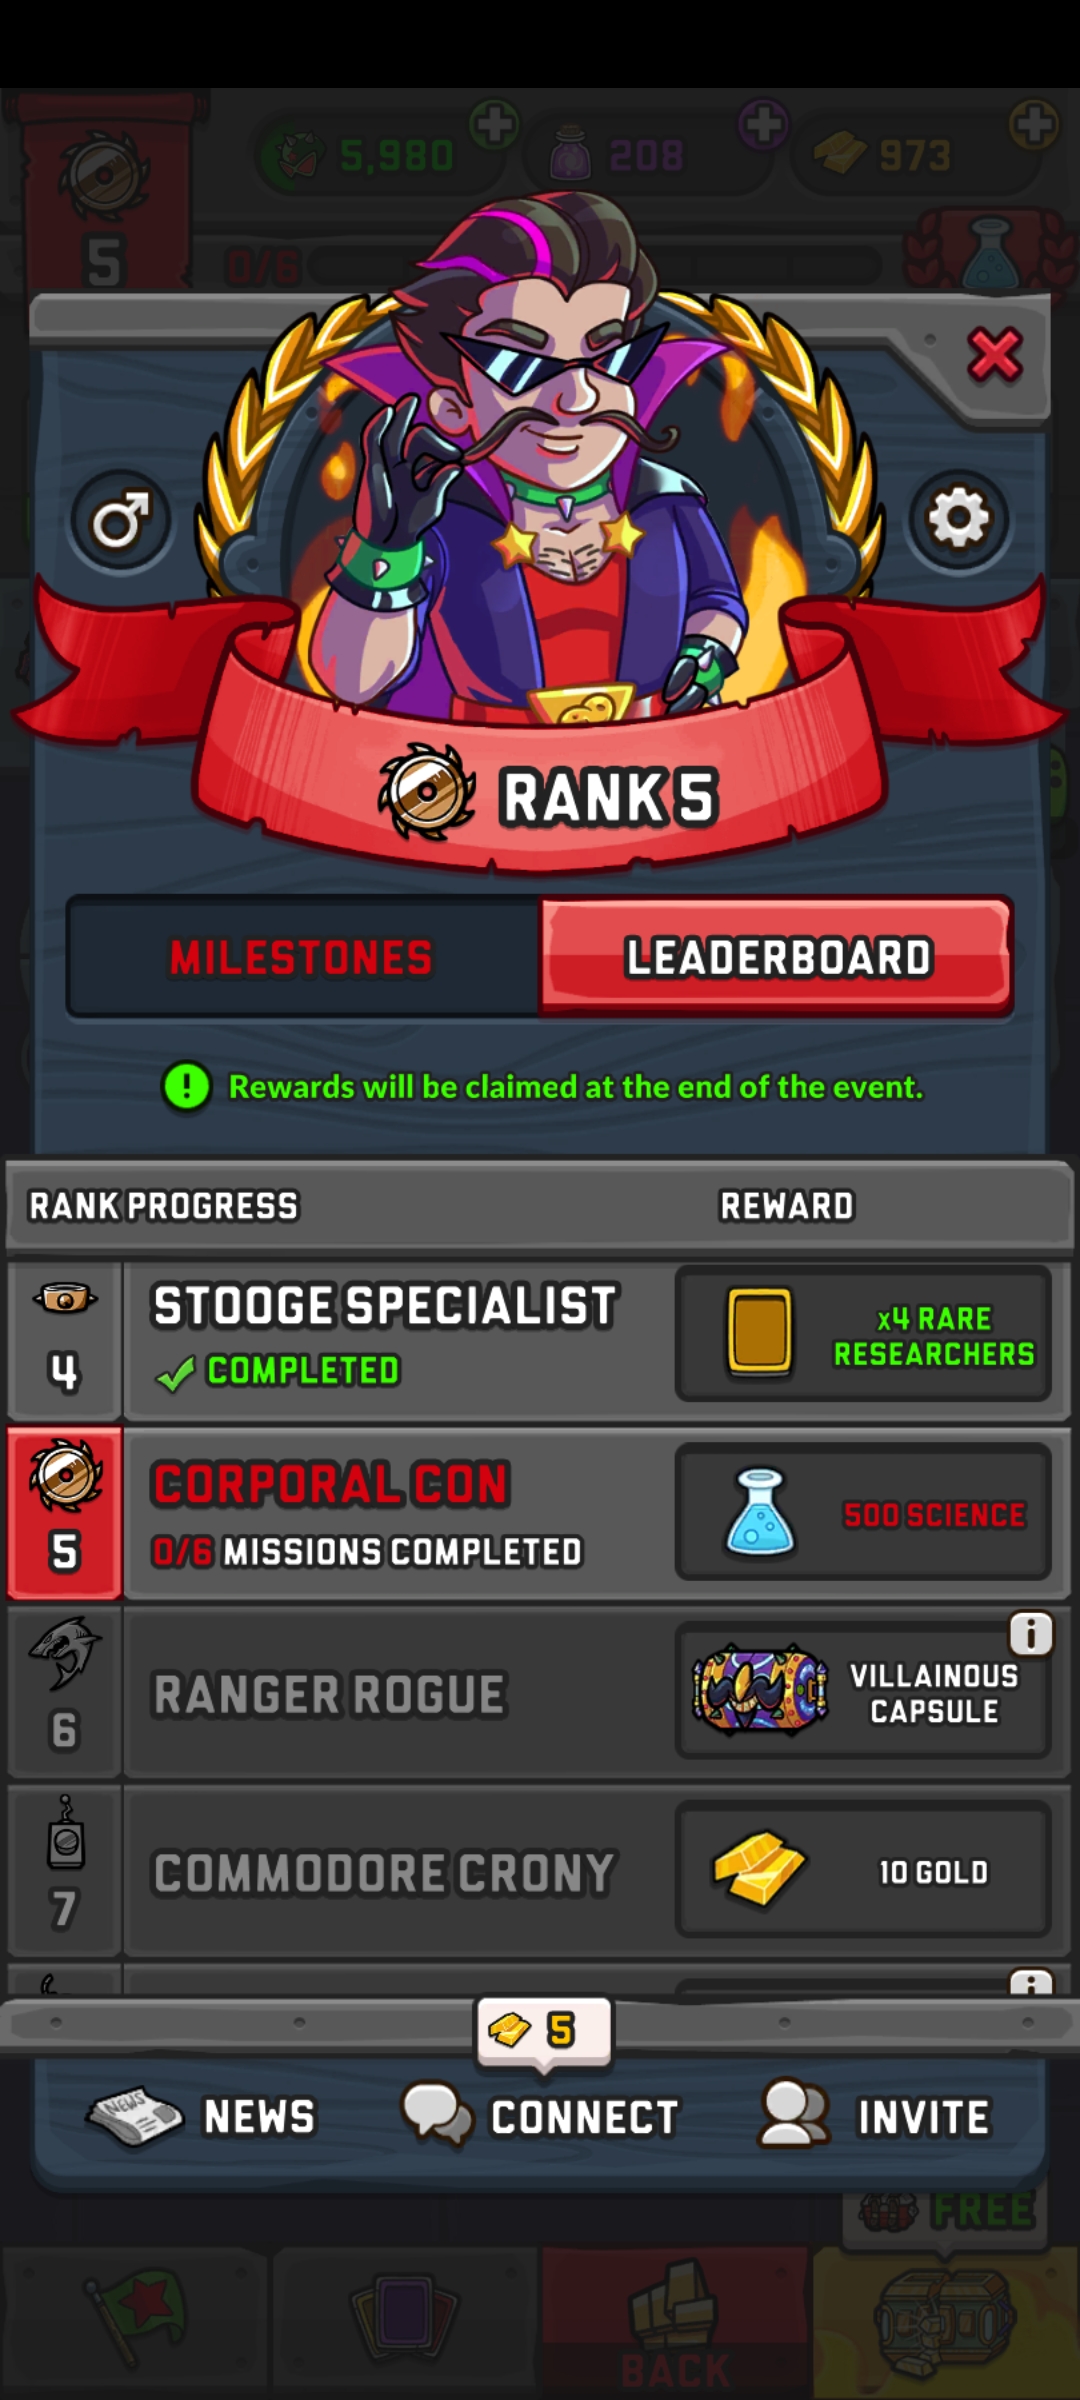 5,980
208
973
5
0/6
RANK 5
MILESTONES
LEADERBOARD
! Rewards will be claimed at the end of the event.
RANK PROGRESS
REWARD
4
STOOGE SPECIALIST
COMPLETED
x4 RARE
RESEARCHERS
5
CORPORAL CON
0/6 MISSIONS COMPLETED
500 SCIENCE
6
RANGER ROGUE
i
VILLAINOUS
CAPSULE
7
COMMODORE CRONY
10 GOLD
i
5
NEWS
NEWS
CONNECT
INVITE
FREE
BACK